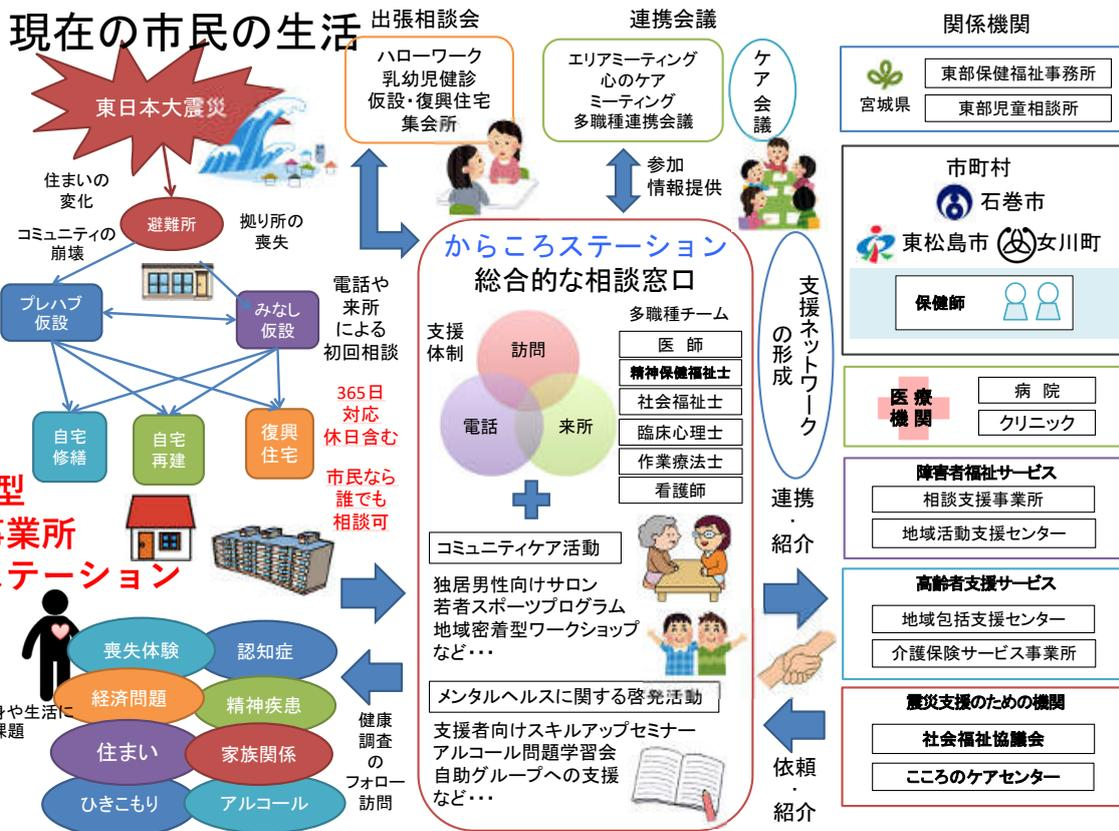 現在の市民の生活
東日本大震災
住まいの
変化
避難所
コミュニティの
崩壊
拠り所の
喪失
プレハブ
仮設
みなし
仮設
自宅
修繕
自宅
再建
復興
住宅
型
事業所
ステーション
喪失体験
認知症
経済問題
精神疾患
身や生活に
課題
住まい
家族関係
ひきこもり
アルコール
出張相談会
ハローワーク
乳幼児健診
仮設・復興住宅
集会所
電話や
来所
による
初回相談
365日
対応
休日含む
市民なら
誰でも
相談可
健康
調査
の
フォロー
訪問
連携会議
エリアミーティング
心のケア
ミーティング
多職種連携会議
ケア会議
参加
情報提供
からころステーション
総合的な相談窓口
支援
体制
訪問
電話
来所
多職種チーム
医 師
精神保健福祉士
社会福祉士
臨床心理士
作業療法士
看護師
コミュニティケア活動
独居男性向けサロン
若者スポーツプログラム
地域密着型ワークショップ
など・・・
メンタルヘルスに関する啓発活動
支援者向けスキルアップセミナー
アルコール問題学習会
自助グループへの支援
など・・・
支援ネットワーク
の形成
連携
・
紹介
依頼
・
紹介
関係機関
宮城県
東部保健福祉事務所
東部児童相談所
市町村
石巻市
東松島市
女川町
保健師
医療
機関
病 院
クリニック
障害者福祉サービス
相談支援事業所
地域活動支援センター
高齢者支援サービス
地域包括支援センター
介護保険サービス事業所
震災支援のための機関
社会福祉協議会
こころのケアセンター